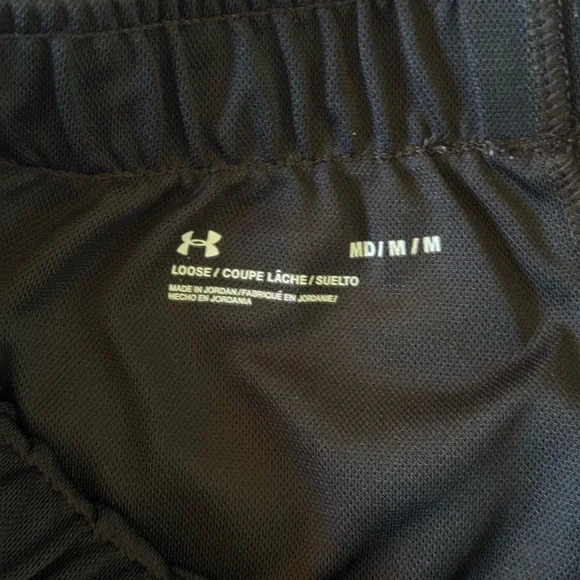 MD/M/M
LOOSE/COUPE LÂCHE/SUELTO
MADE IN JORDAN/FABRIQUÉ EN JORDANIE/
HECHO EN JORDANIA